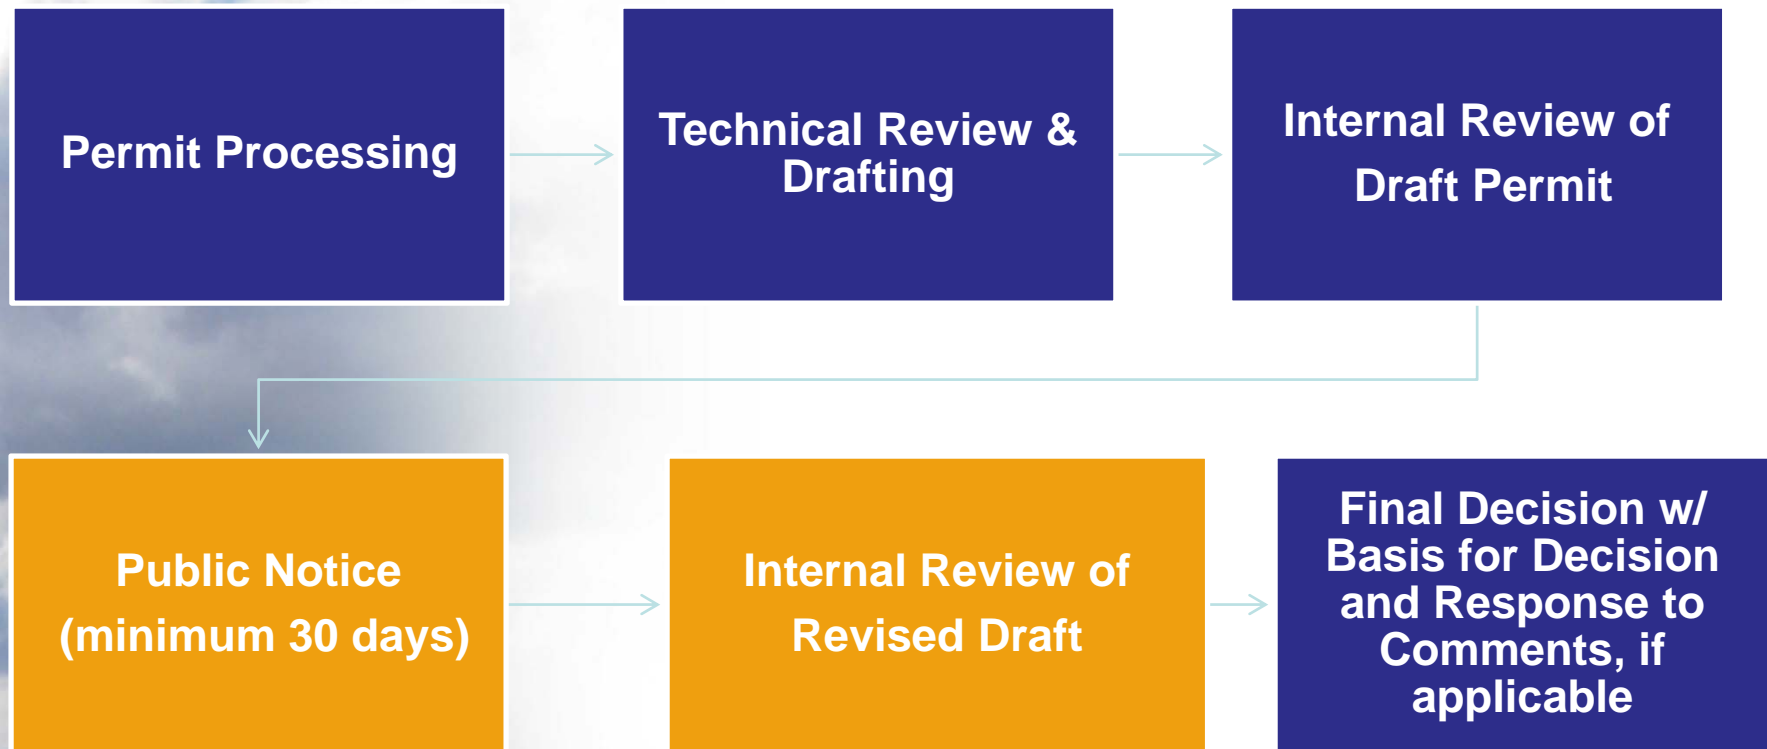 Permit Processing
Technical Review &
Drafting
Internal Review of
Draft Permit
Public Notice
(minimum 30 days)
Internal Review of
Revised Draft
Final Decision w/
Basis for Decision
and Response to
Comments, if
applicable